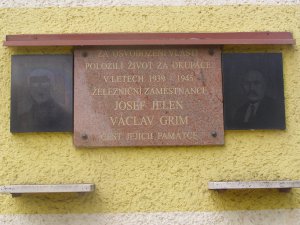 ZA OSVOBOZENÍ VLASTI
POLOŽILI ŽIVOT ZA OKUPACE
V LETECH 1939 - 1945
ŽELEZNIČNÍ ZAMĚSTNANCI
JOSEF JELEN
VÁCLAV GRIM
ČEST JEJICH PAMÁTCE